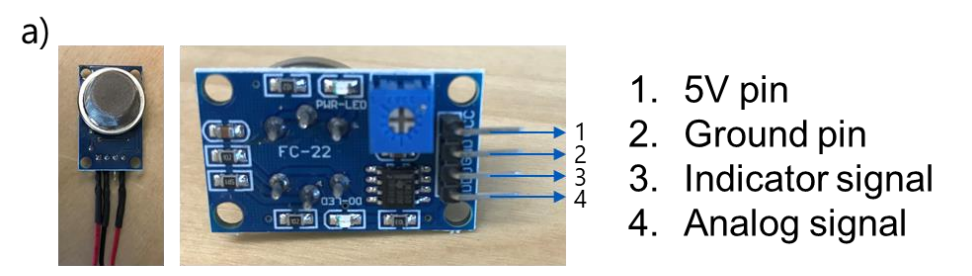 a)
PWR-LED
FC-22
DO-LED
1
2
3
4
1. 5V pin
2. Ground pin
3. Indicator signal
4. Analog signal